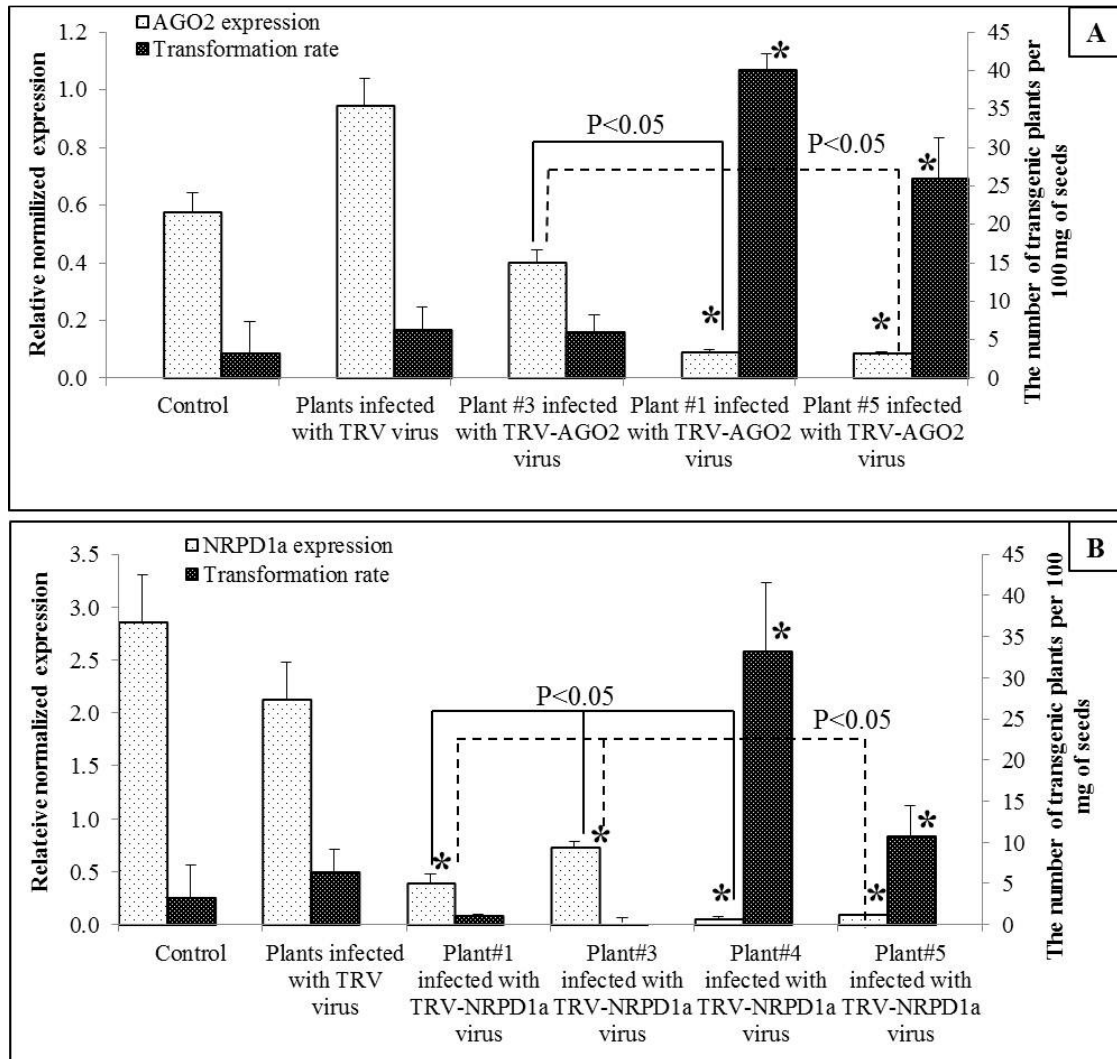 A
AGO2 expression
Transformation rate
Relative normilized expression
1.2
1.0
0.8
0.6
0.4
0.2
0.0
P<0.05
P<0.05
*
*
*
*
45
40
35
30
25
20
15
10
5
0
The number of transgenic plants per
100 mg of seeds
Control
Plants infected
with TRV virus
Plant #3 infected
with TRV-AGO2
virus
Plant #1 infected
with TRV-AGO2
virus
Plant #5 infected
with TRV-AGO2
virus
B
NRPD1a expression
Transformation rate
Relateive normalized expression
3.5
3.0
2.5
2.0
1.5
1.0
0.5
0.0
P<0.05
P<0.05
*
*
*
*
*
*
45
40
35
30
25
20
15
10
5
0
The number of transgenic plants per 100
mg of seeds
Control
Plants infected
with TRV
virus
Plant#1
infected with
TRV-NRPD1a
virus
Plant#3
infected with
TRV-NRPD1a
virus
Plant#4
infected with
TRV-NRPD1a
virus
Plant#5
infected with
TRV-NRPD1a
virus